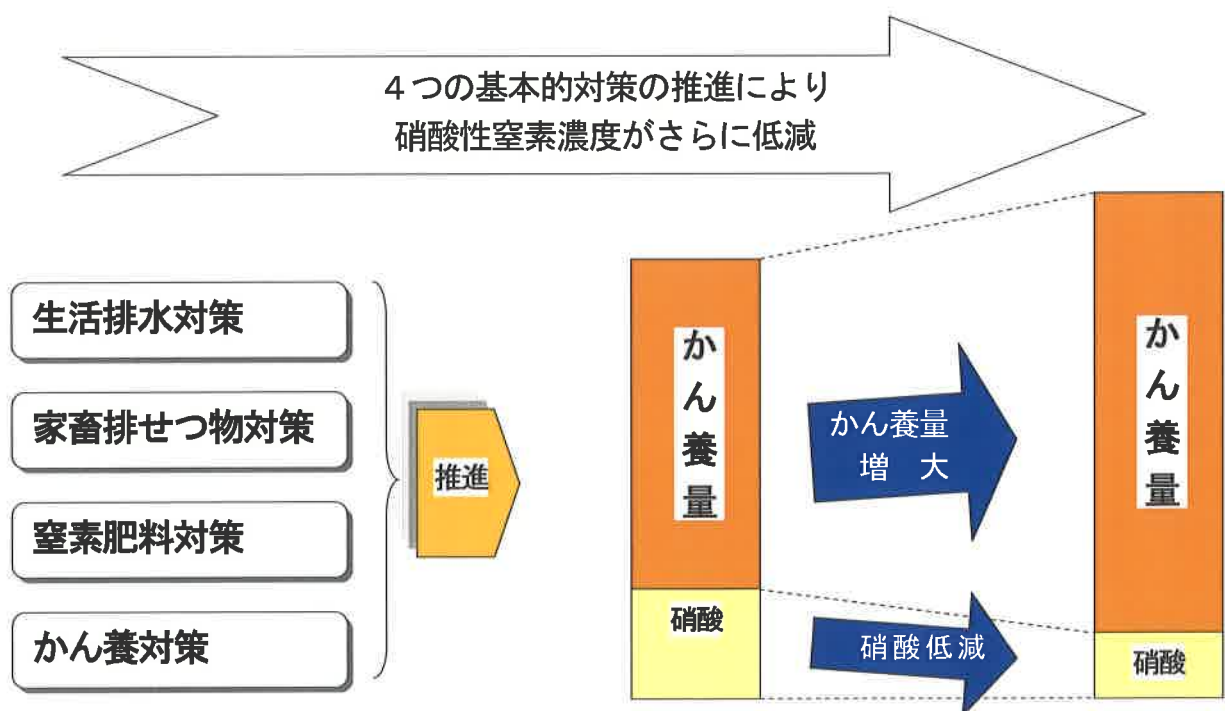 ４つの基本的対策の推進により
硝酸性窒素濃度がさらに低減
生活排水対策
家畜排せつ物対策
窒素肥料対策
かん養対策
推進
かん養量
硝酸
かん養量
増　大
硝酸低減
かん養量
硝酸